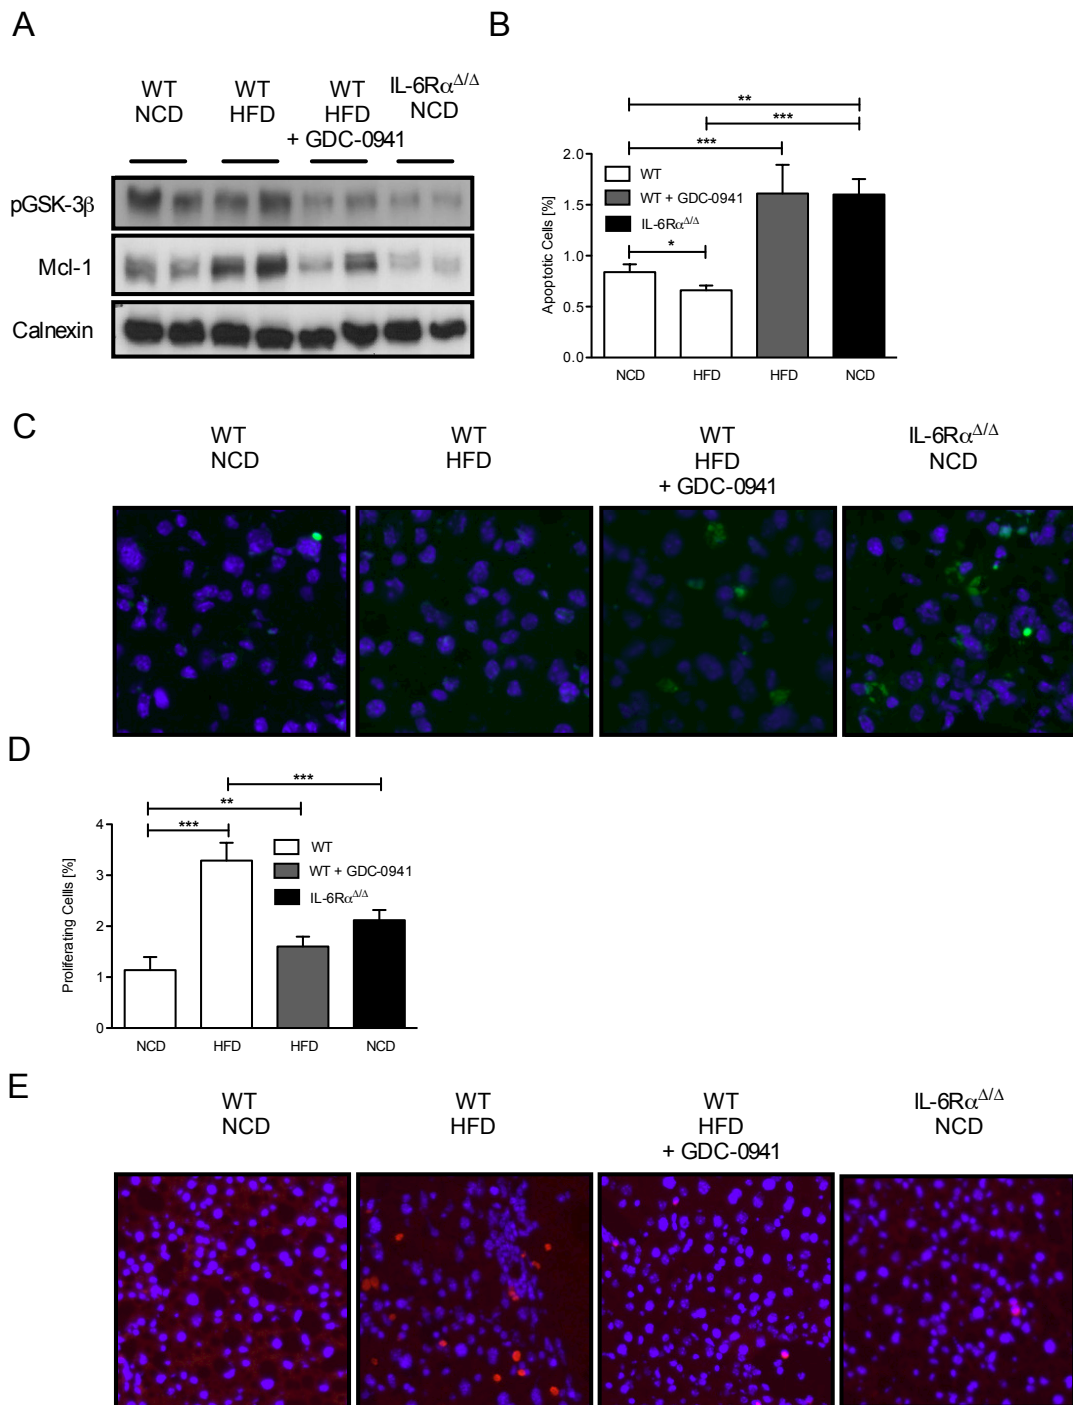 A
B
WT
NCD
WT
HFD
WT
HFD
+ GDC-0941
IL-6Rα^Δ/Δ
NCD
pGSK-3β
Mcl-1
Calnexin
**
***
***
*
WT
WT + GDC-0941
IL-6Rα^Δ/Δ
Apoptotic Cells [%]
2.0
1.5
1.0
0.5
0.0
NCD
HFD
HFD
NCD
C
WT
NCD
WT
HFD
WT
HFD
+ GDC-0941
IL-6Rα^Δ/Δ
NCD
D
***
**
***
WT
WT + GDC-0941
IL-6Rα^Δ/Δ
Proliferating Cellls [%]
4
3
2
1
0
NCD
HFD
HFD
NCD
E
WT
NCD
WT
HFD
WT
HFD
+ GDC-0941
IL-6Rα^Δ/Δ
NCD